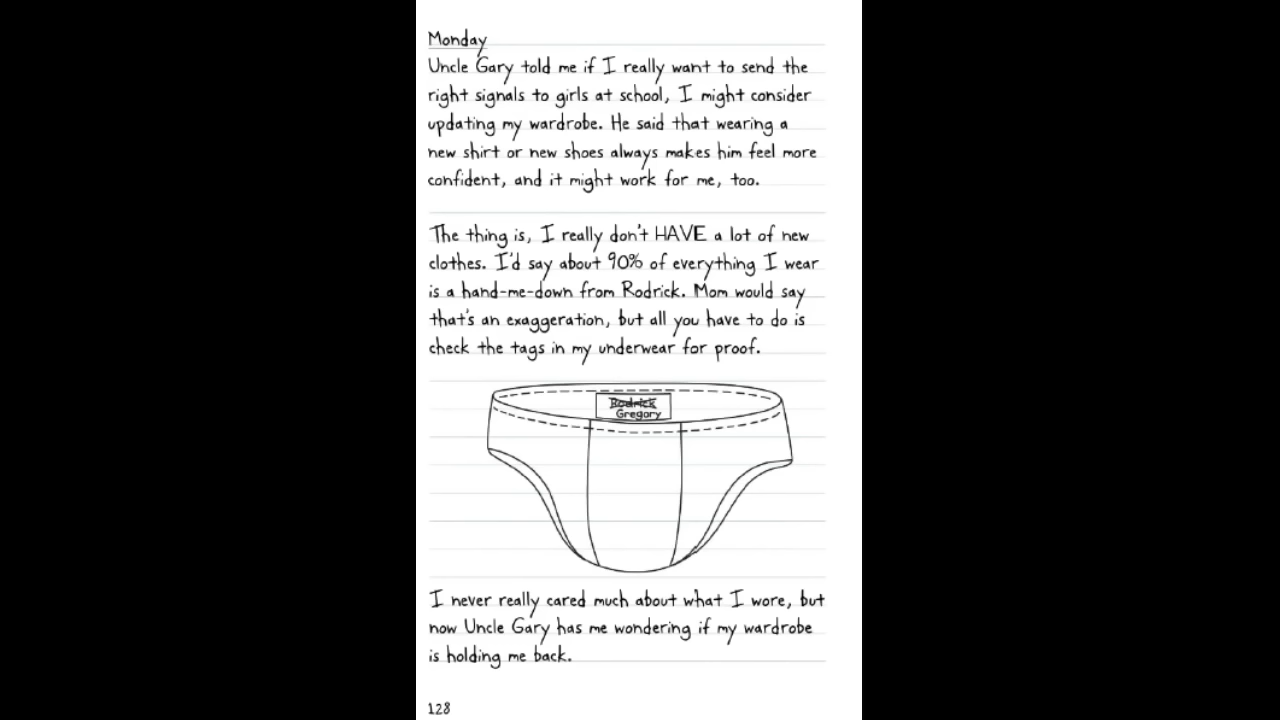 Monday
Uncle Gary told me if I really want to send the
right signals to girls at school, I might consider
updating my wardrobe. He said that wearing a
new shirt or new shoes always makes him feel more
confident, and it might work for me, too.
The thing is, I really don't HAVE a lot of new
clothes. I'd say about 90% of everything I wear
is a hand-me-down from Rodrick. Mom would say
that's an exaggeration, but all you have to do is
check the tags in my underwear for proof.
Rodrick
Gregory
I never really cared much about what I wore, but
now Uncle Gary has me wondering if my wardrobe
is holding me back.
128